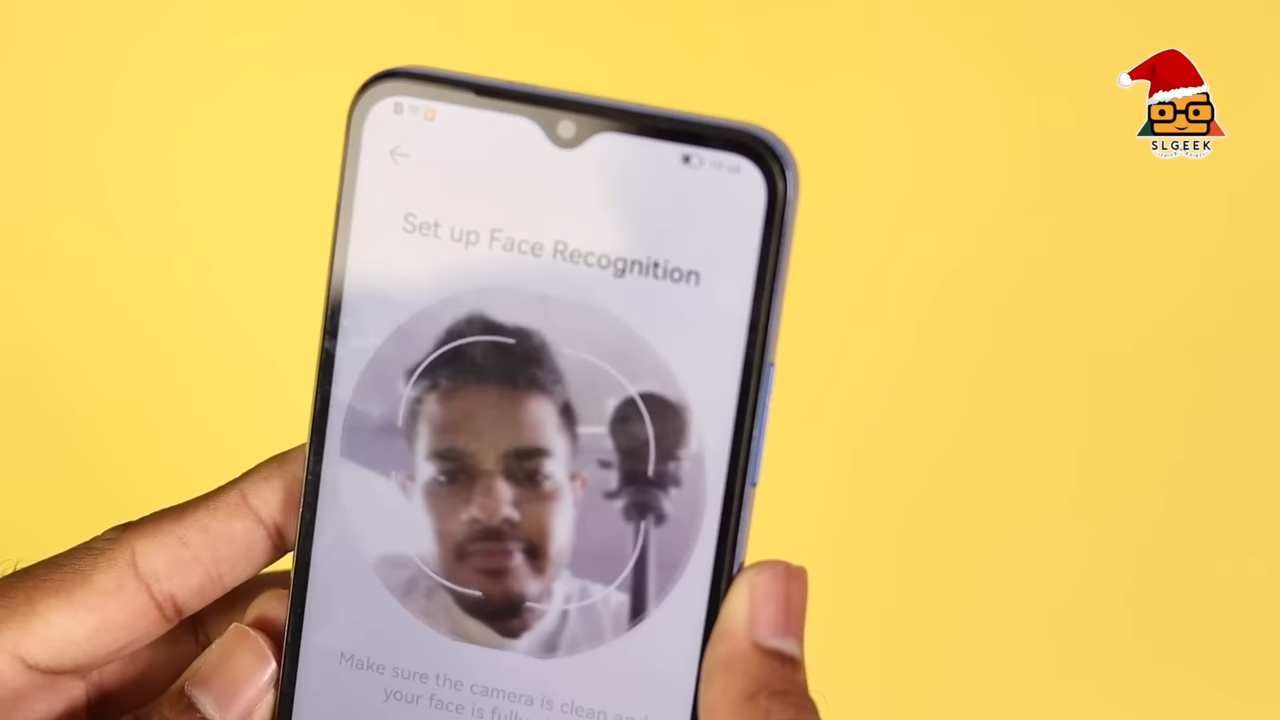 SLGEEK
Set up Face Recognition
Make sure the camera is clean and
your face is fully